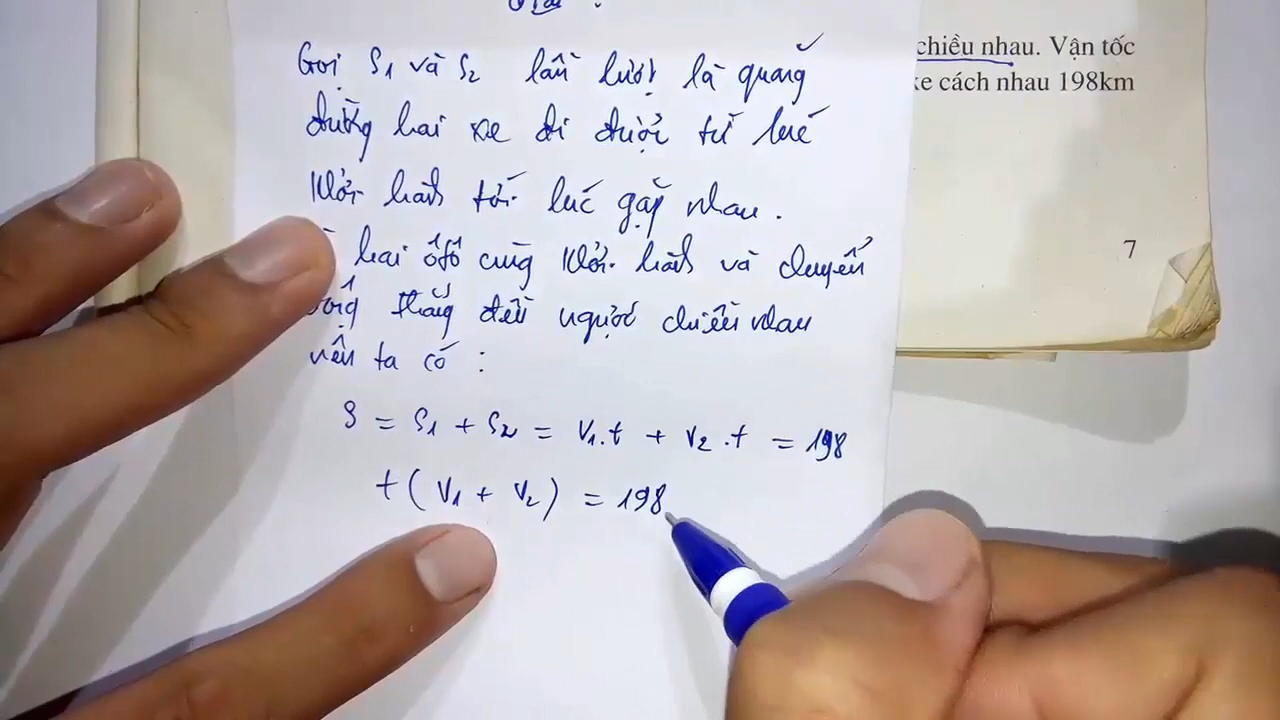 Gọi S1 và S2 lần lượt là quãng
đường hai xe đi được từ lúc
khởi hành tới lúc gặp nhau.
hai ôtô cùng khởi hành và chuyển
thẳng đều ngược chiều nhau
nên ta có :
S = S1 + S2 = V1.t + V2.t = 198
t(V1 + V2) = 198
chiều nhau. Vận tốc
xe cách nhau 198km
7